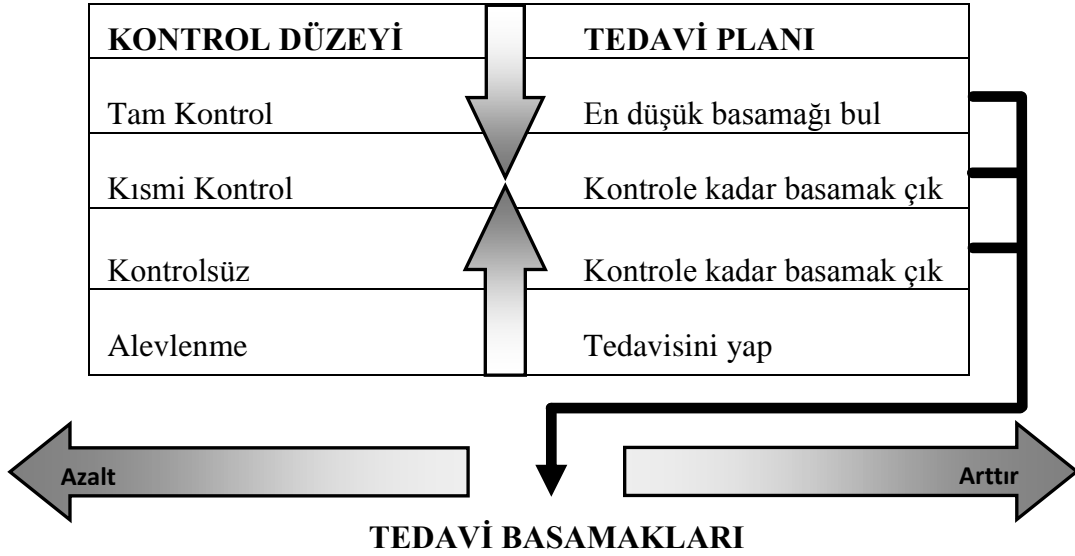 KONTROL DÜZEYİ TEDAVİ PLANI
Tam Kontrol En düşük basamağı bul
Kısmi Kontrol Kontrole kadar basamak çık
Kontrolsüz Kontrole kadar basamak çık
Alevlenme Tedavisini yap
Azalt Arttır
TEDAVİ BASAMAKLARI